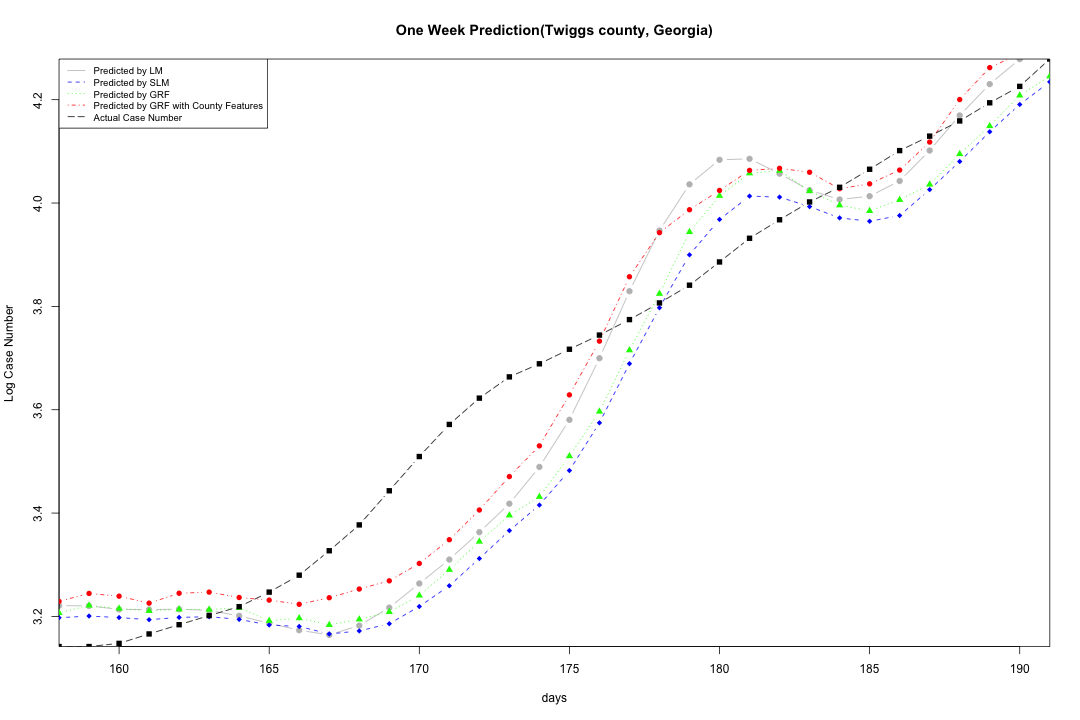 One Week Prediction(Twiggs county, Georgia)
Predicted by LM
Predicted by SLM
Predicted by GRF
Predicted by GRF with County Features
Actual Case Number
Log Case Number
4.2
4.0
3.8
3.6
3.4
3.2
160 165 170 175 180 185 190
days